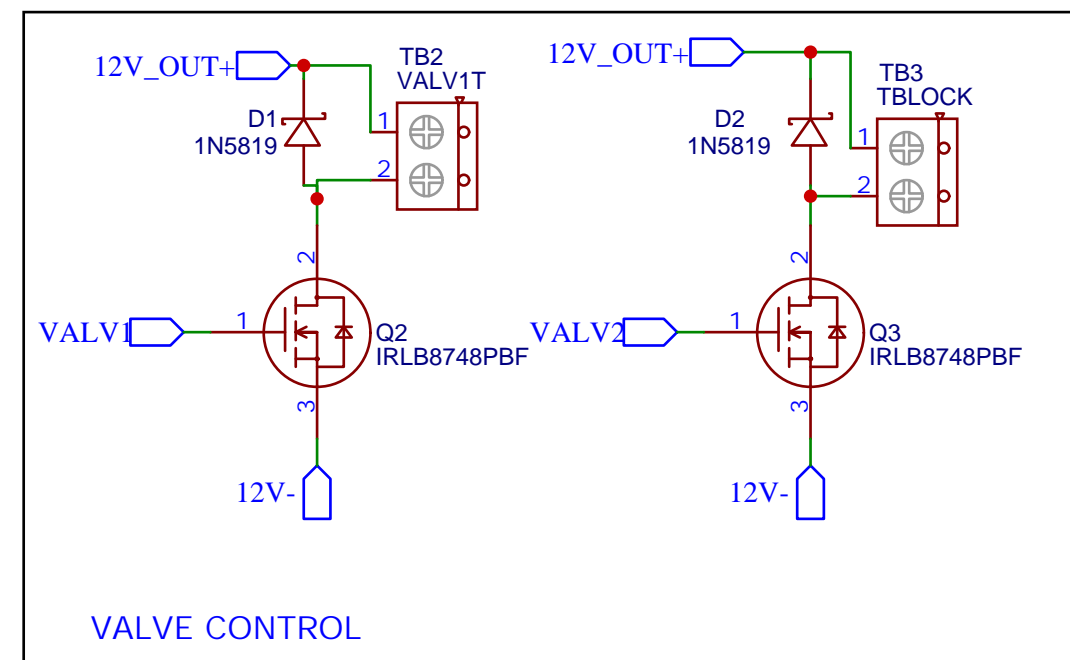 12V_OUT+
TB2
VALV1T
D1
1N5819
1
2
2
VALV1
1
Q2
IRLB8748PBF
3
12V-
12V_OUT+
TB3
TBLOCK
D2
1N5819
1
2
2
VALV2
1
Q3
IRLB8748PBF
3
12V-
VALVE CONTROL